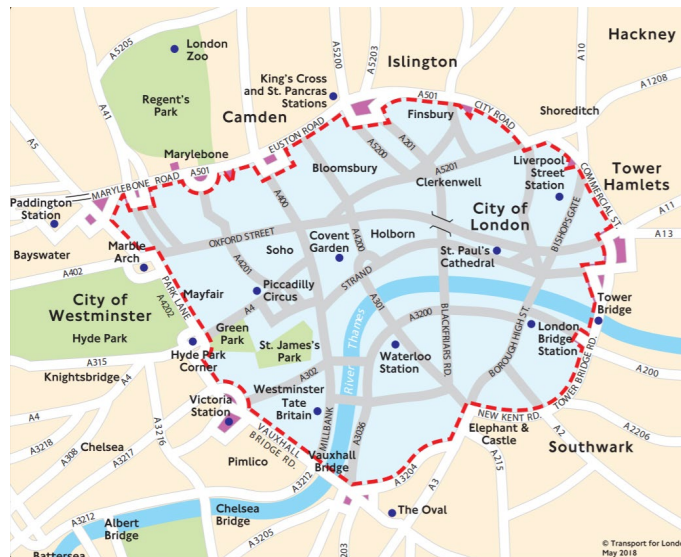 Hackney
A5205
London
Zoo
A5200
A5203
Islington
A10
A1208
King's Cross
and St. Pancras
Stations
A501
CITY ROAD
Regent's
Park
A41
Camden
Finsbury
Shoreditch
A5
EUSTON ROAD
A5200
A201
Marylebone
A501
MARYLEBONE ROAD
Bloomsbury
A5201
Clerkenwell
Liverpool
Street
Station
COMMERCIAL ST.
Tower
Hamlets
Paddington
Station
A400
A4200
Holborn
City of
London
BISHOPSGATE
A11
A13
OXFORD STREET
Soho
Covent
Garden
Bayswater
Marble
Arch
St. Paul's
Cathedral
A402
PARK LANE
A4202
Mayfair
A4201
Piccadilly
Circus
STRAND
City of
Westminster
Hyde Park
A4
A301
A3200
BLACKFRIARS RD.
BOROUGH HIGH ST.
Tower
Bridge
Green
Park
St. James's
Park
River Thames
London
Bridge
Station
A315
Hyde Park
Corner
Waterloo
Station
TOWER BRIDGE RD.
A200
Knightsbridge
A4
A302
Victoria
Station
Westminster
Tate
Britain
MILLBANK
A3036
NEW KENT RD.
A4
A3218
A308
Chelsea
A3217
A3216
VAUXHALL
BRIDGE RD.
Elephant
& Castle
A2
A2206
Southwark
Pimlico
Vauxhall
Bridge
A3204
A3
A215
A3212
A3212
Albert
Bridge
Chelsea
Bridge
The Oval
A3205
A203
Battersea
© Transport for Lond
May 2018